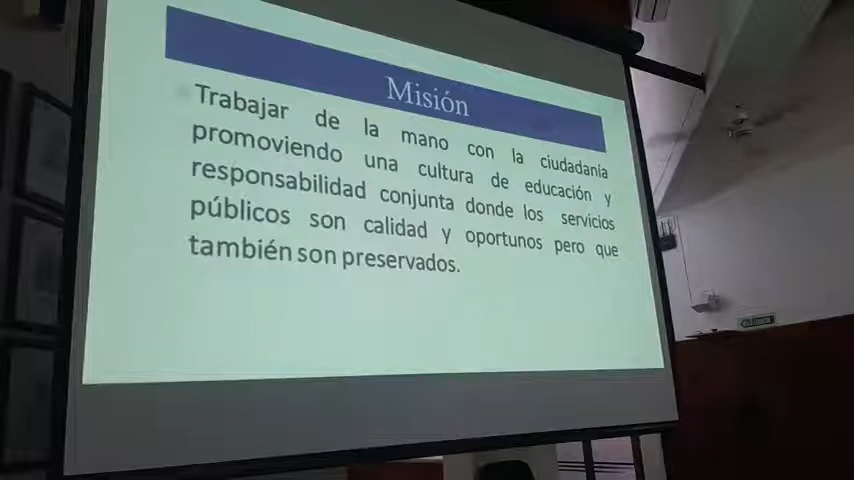 Misión
Trabajar de la mano con la ciudadanía
promoviendo una cultura de educación y
responsabilidad conjunta donde los servicios
públicos son calidad y oportunos pero que
también son preservados.